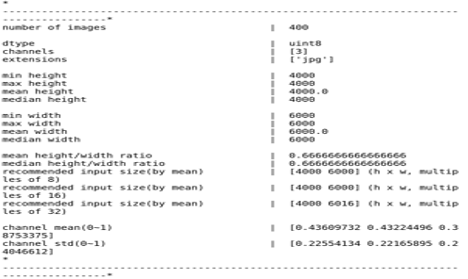 *
--------------------------------------------------------------------------
----------------*
number of images | 400
dtype | uint8
channels | [3]
extensions | ['jpg']
min height | 4000
max height | 4000
mean height | 4000.0
median height | 4000
min width | 6000
max width | 6000
mean width | 6000.0
median width | 6000
mean height/width ratio | 0.6666666666666666
median height/width ratio | 0.6666666666666666
recommended input size(by mean) | [4000 6000] (h x w, multip
les of 8)
recommended input size(by mean) | [4000 6000] (h x w, multip
les of 16)
recommended input size(by mean) | [4000 6016] (h x w, multip
les of 32)
channel mean(0~1) | [0.43609732 0.43224496 0.3
8753375]
channel std(0~1) | [0.22554134 0.22165895 0.2
4046612]
*
--------------------------------------------------------------------------
----------------*